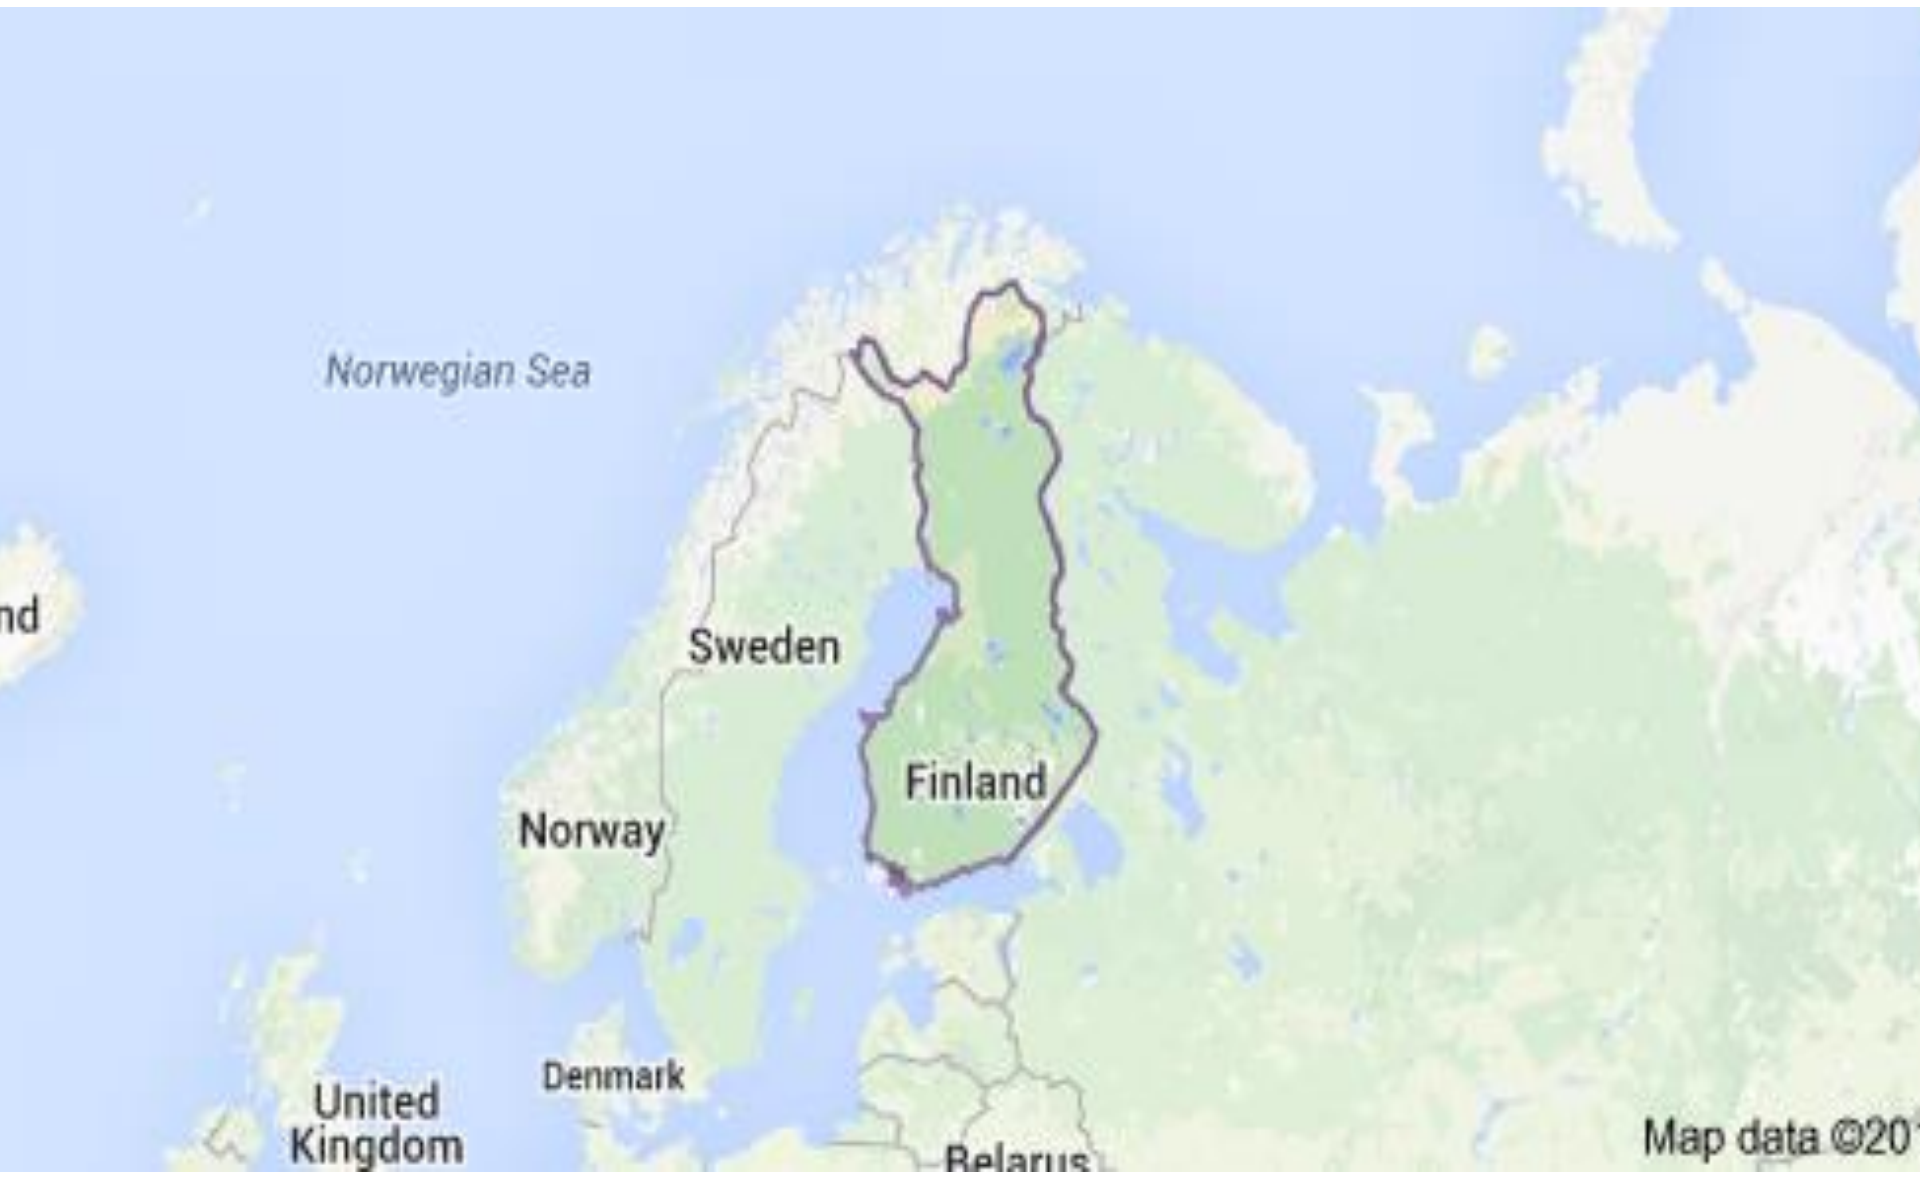 Norwegian Sea
nd
Sweden
Finland
Norway
Denmark
United
Kingdom
Belarus
Map data ©20